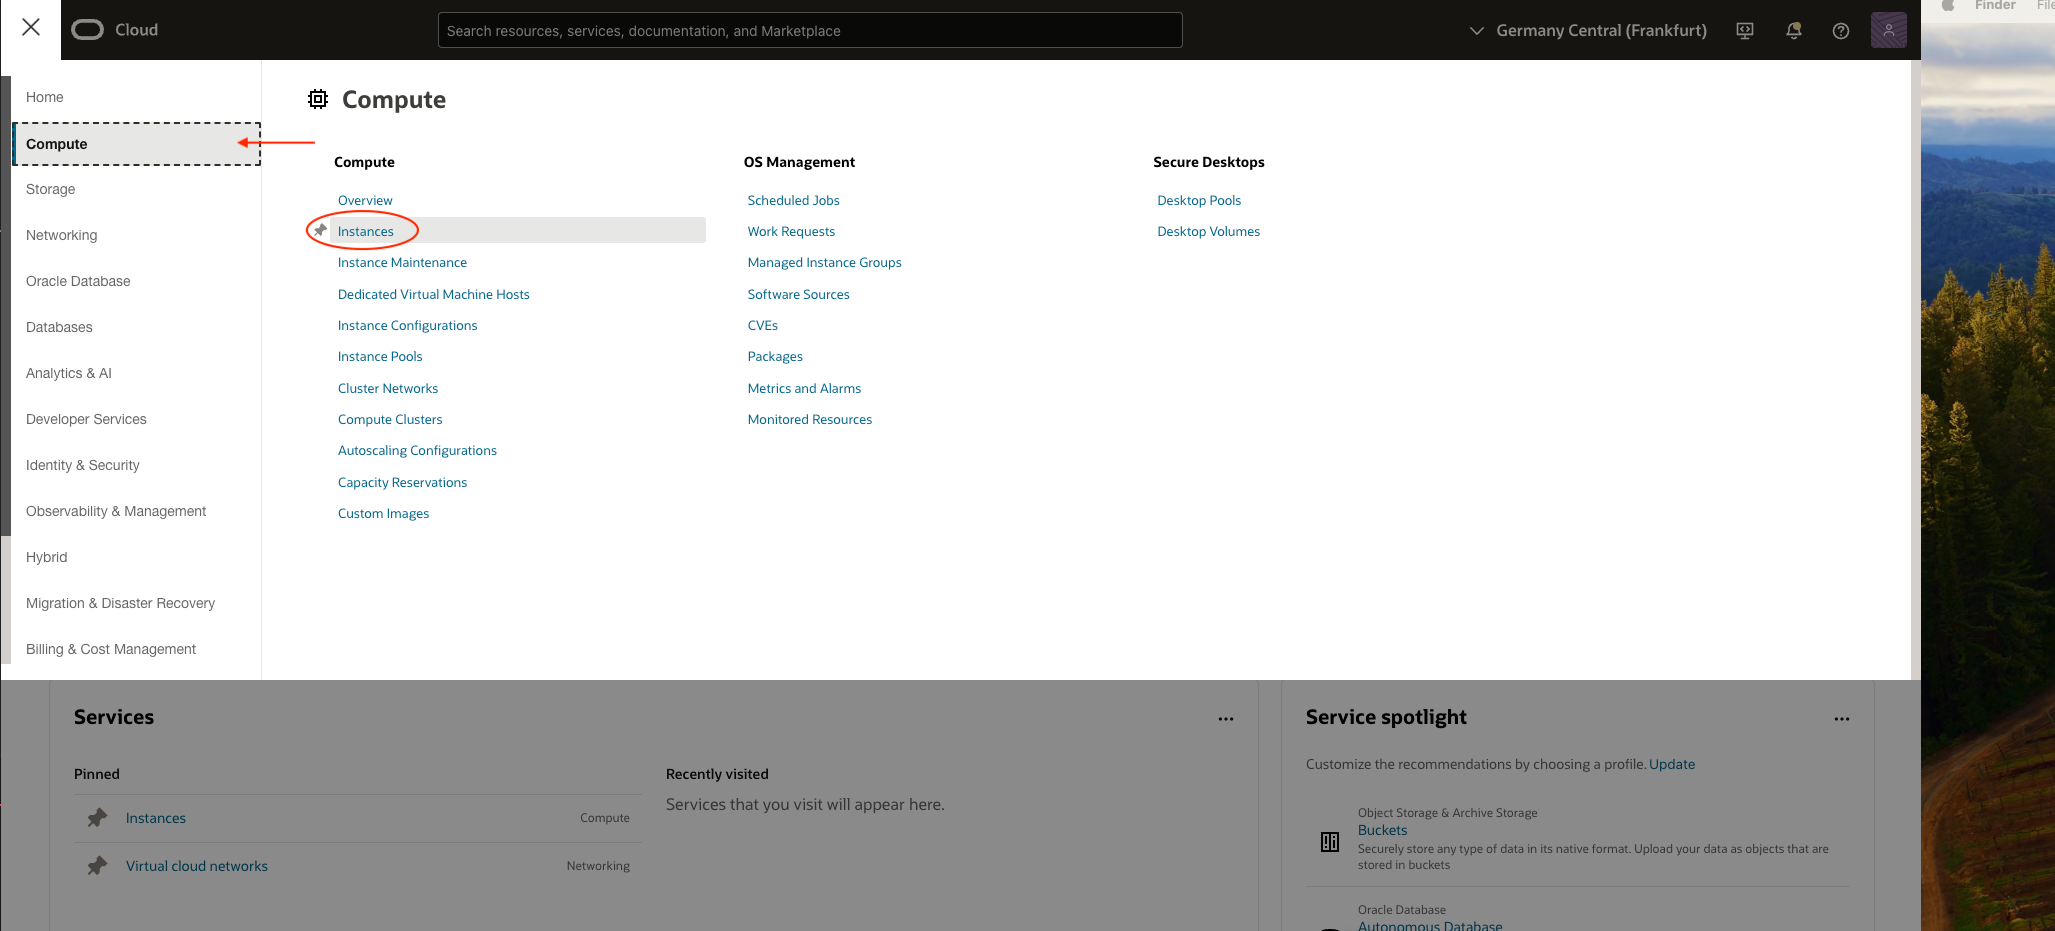 Cloud
Search resources, services, documentation, and Marketplace
Germany Central (Frankfurt)
Finder
File
Home
Compute
Storage
Networking
Oracle Database
Databases
Analytics & AI
Developer Services
Identity & Security
Observability & Management
Hybrid
Migration & Disaster Recovery
Billing & Cost Management
Compute
Compute
Overview
Instances
Instance Maintenance
Dedicated Virtual Machine Hosts
Instance Configurations
Instance Pools
Cluster Networks
Compute Clusters
Autoscaling Configurations
Capacity Reservations
Custom Images
OS Management
Scheduled Jobs
Work Requests
Managed Instance Groups
Software Sources
CVEs
Packages
Metrics and Alarms
Monitored Resources
Secure Desktops
Desktop Pools
Desktop Volumes
Services
Pinned
Instances Compute
Virtual cloud networks Networking
Recently visited
Services that you visit will appear here.
Service spotlight
Customize the recommendations by choosing a profile. Update
Object Storage & Archive Storage
Buckets
Securely store any type of data in its native format. Upload your data as objects that are
stored in buckets
Oracle Database
Autonomous Database